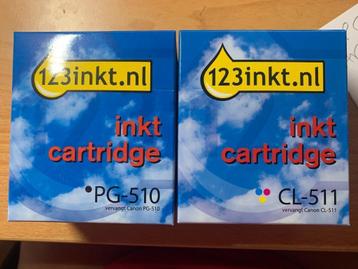 123inkt.nl
inkt
cartridge
PG-510
vervangt Canon PG-510
123inkt.nl
inkt
cartridge
CL-511
vervangt Canon CL-511